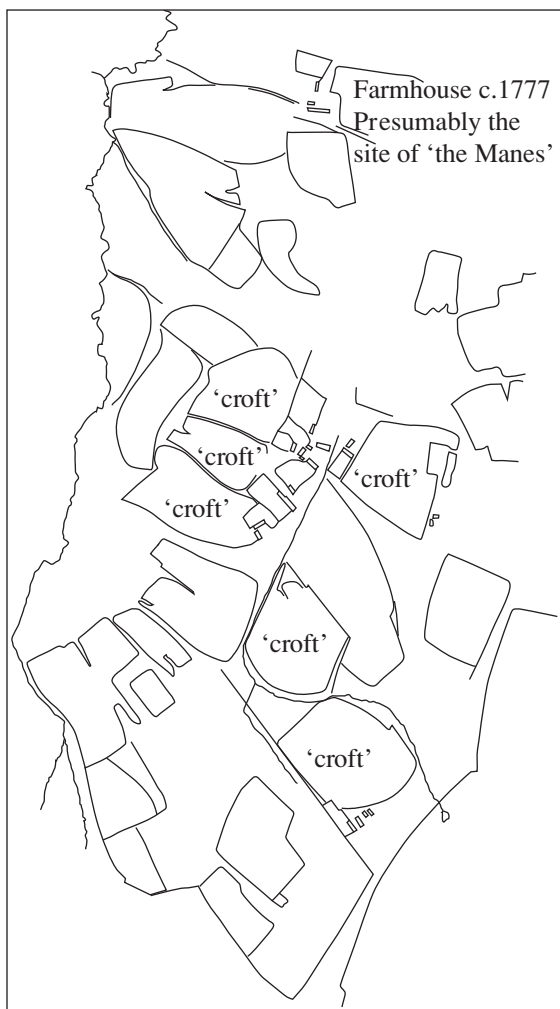 Farmhouse c.1777
Presumably the
site of ‘the Manes’
‘croft’
‘croft’
‘croft’
‘croft’
‘croft’
‘croft’